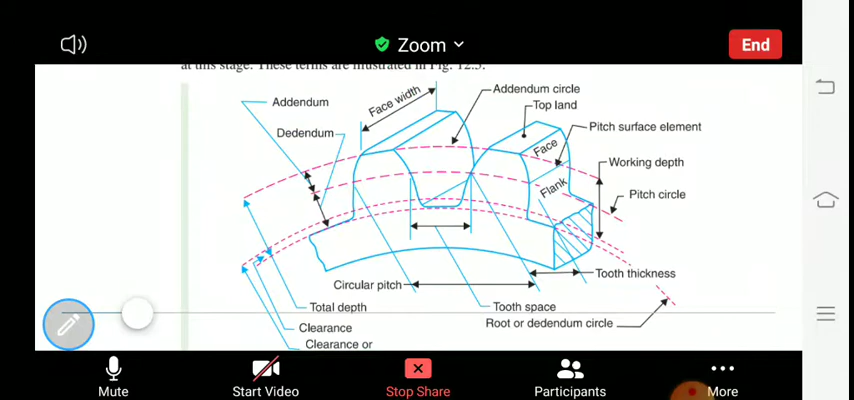 Zoom
End
at this stage. These terms are illustrated in Fig. 12.5.
Addendum
Face width
Addendum circle
Top land
Dedendum
Pitch surface element
Face
Working depth
Flank
Pitch circle
Tooth thickness
Circular pitch
Total depth
Tooth space
Root or dedendum circle
Clearance
Clearance or
Mute
Start Video
Stop Share
Participants
More